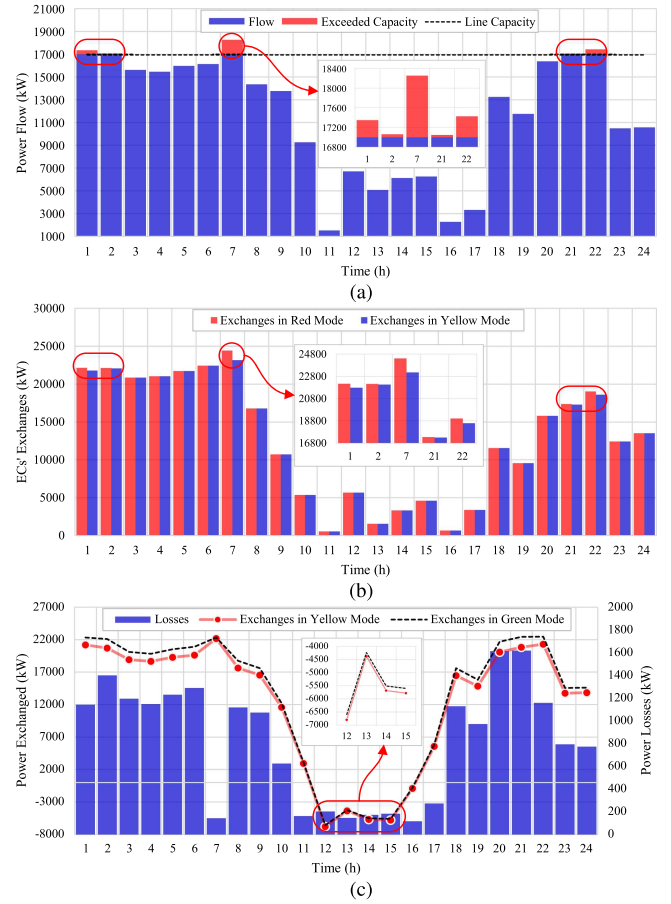 Flow Exceeded Capacity Line Capacity
21000
19000
17000
15000
13000
11000
9000
7000
5000
3000
1000
Power Flow (kW)
18400
17600
17200
16800
1 2 7 21 22
1 2 3 4 5 6 7 8 9 10 11 12 13 14 15 16 17 18 19 20 21 22 23 24
Time (h)
(a)
Exchanges in Red Mode Exchanges in Yellow Mode
30000
25000
20000
15000
10000
5000
0
ECs' Exchanges (kW)
24800
22800
20800
18800
16800
1 2 7 21 22
1 2 3 4 5 6 7 8 9 10 11 12 13 14 15 16 17 18 19 20 21 22 23 24
Time (h)
(b)
Losses Exchanges in Yellow Mode Exchanges in Green Mode
27000
22000
17000
12000
7000
2000
-3000
-8000
Power Exchanged (kW)
-4000
-4500
-5000
-5500
-6000
-6500
-7000
12 13 14 15
2000
1800
1600
1400
1200
1000
800
600
400
200
0
Power Losses (kW)
1 2 3 4 5 6 7 8 9 10 11 12 13 14 15 16 17 18 19 20 21 22 23 24
Time (h)
(c)